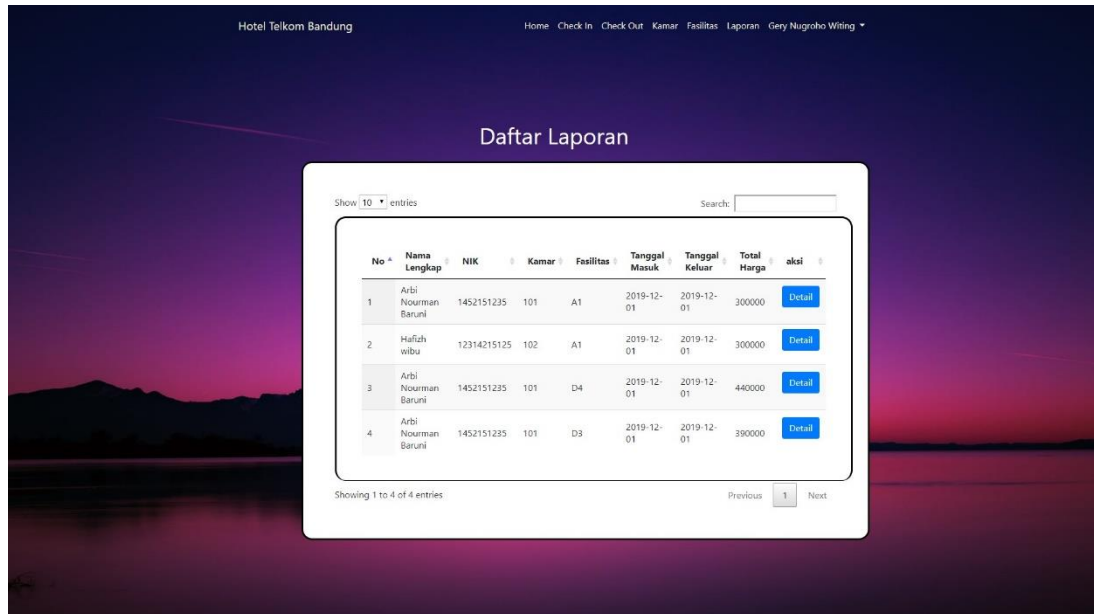 Hotel Telkom Bandung
Home Check In Check Out Kamar Fasilitas Laporan Gery Nugroho Witing
Daftar Laporan
Show 10 entries
Search:
No Nama Lengkap NIK Kamar Fasilitas Tanggal Masuk Tanggal Keluar Total Harga aksi
1 Arbi Nourman Baruni 1452151235 101 A1 2019-12-01 2019-12-01 300000 Detail
2 Hafizh wibu 12314215125 102 A1 2019-12-01 2019-12-01 300000 Detail
3 Arbi Nourman Baruni 1452151235 101 D4 2019-12-01 2019-12-01 440000 Detail
4 Arbi Nourman Baruni 1452151235 101 D3 2019-12-01 2019-12-01 390000 Detail
Showing 1 to 4 of 4 entries
Previous 1 Next